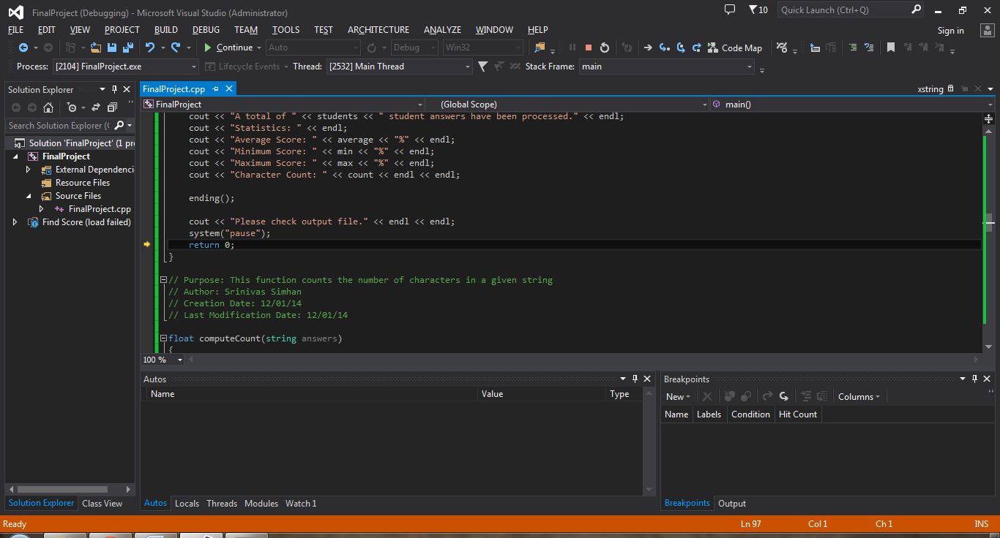 FinalProject (Debugging) - Microsoft Visual Studio (Administrator)
10
Quick Launch (Ctrl+Q)
FILE EDIT VIEW PROJECT BUILD DEBUG TEAM TOOLS TEST ARCHITECTURE ANALYZE WINDOW HELP
Sign in
Continue Auto Debug Win32 Code Map
Process: [2104] FinalProject.exe Lifecycle Events Thread: [2532] Main Thread Stack Frame: main
Solution Explorer
Search Solution Explorer (
Solution 'FinalProject' (1 pr
FinalProject
External Dependenci
Resource Files
Source Files
FinalProject.cpp
Find Score (load failed)
Solution Explorer Class View
FinalProject.cpp
xstring
FinalProject (Global Scope) main()
cout << "A total of " << students << " student answers have been processed." << endl;
cout << "Statistics: " << endl;
cout << "Average Score: " << average << "%" << endl;
cout << "Minimum Score: " << min << "%" << endl;
cout << "Maximum Score: " << max << "%" << endl;
cout << "Character Count: " << count << endl << endl;
ending();
cout << "Please check output file." << endl << endl;
system("pause");
return 0;
}
// Purpose: This function counts the number of characters in a given string
// Author: Srinivas Simhan
// Creation Date: 12/01/14
// Last Modification Date: 12/01/14
float computeCount(string answers)
{
100 %
Autos
Name Value Type
Autos Locals Threads Modules Watch 1
Breakpoints
New Columns
Name Labels Condition Hit Count
Breakpoints Output
Ready Ln 97 Col 1 Ch 1 INS